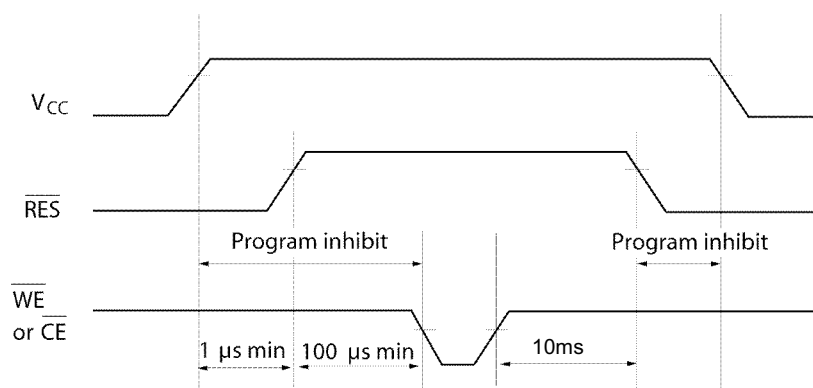 VCC
RES
Program inhibit
Program inhibit
WE
or CE
1 µs min
100 µs min
10ms